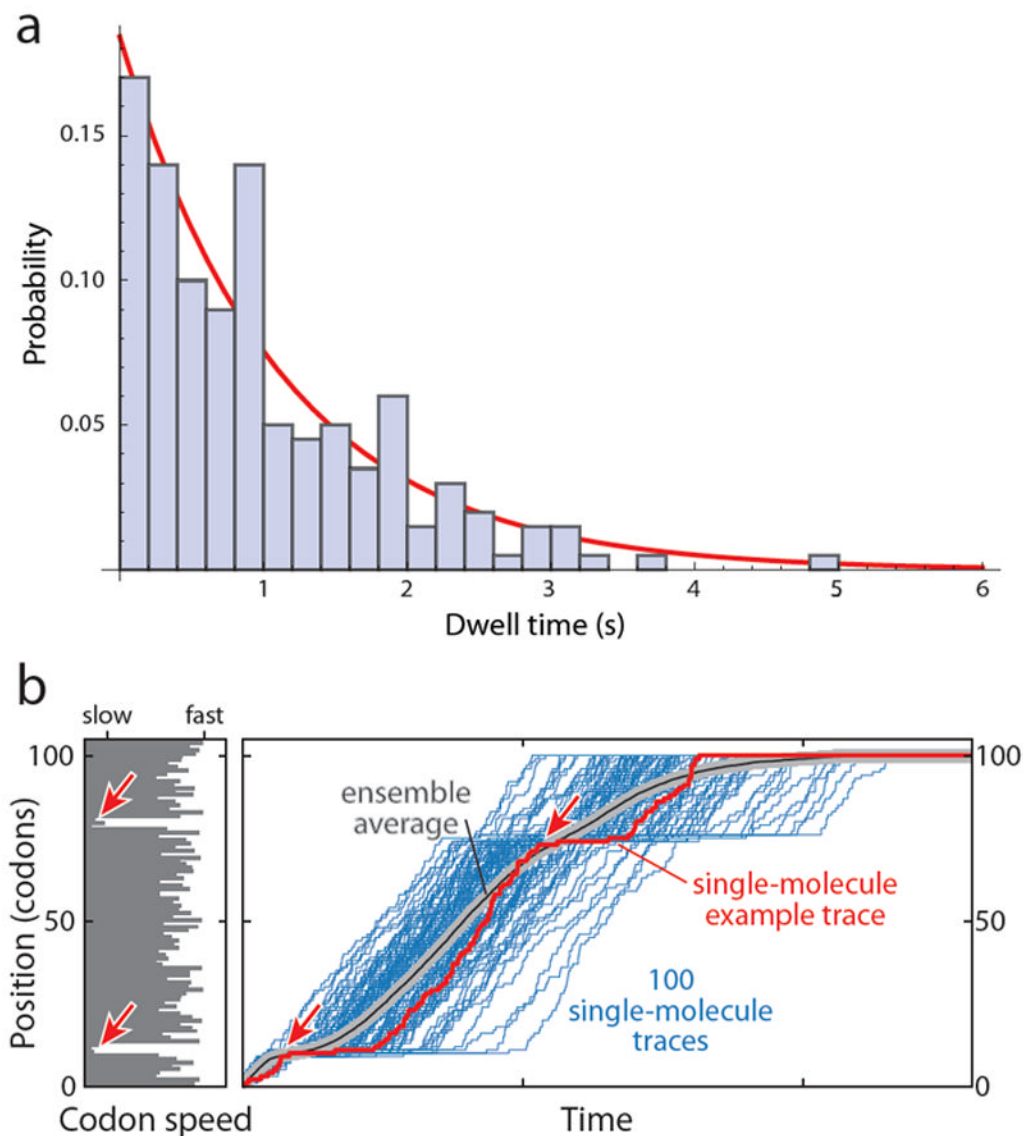 a
Probability
0.15
0.10
0.05
1 2 3 4 5 6
Dwell time (s)
b
slow fast
Position (codons)
100
50
0
Codon speed
ensemble
average
single-molecule
example trace
100
single-molecule
traces
100
50
0
Time